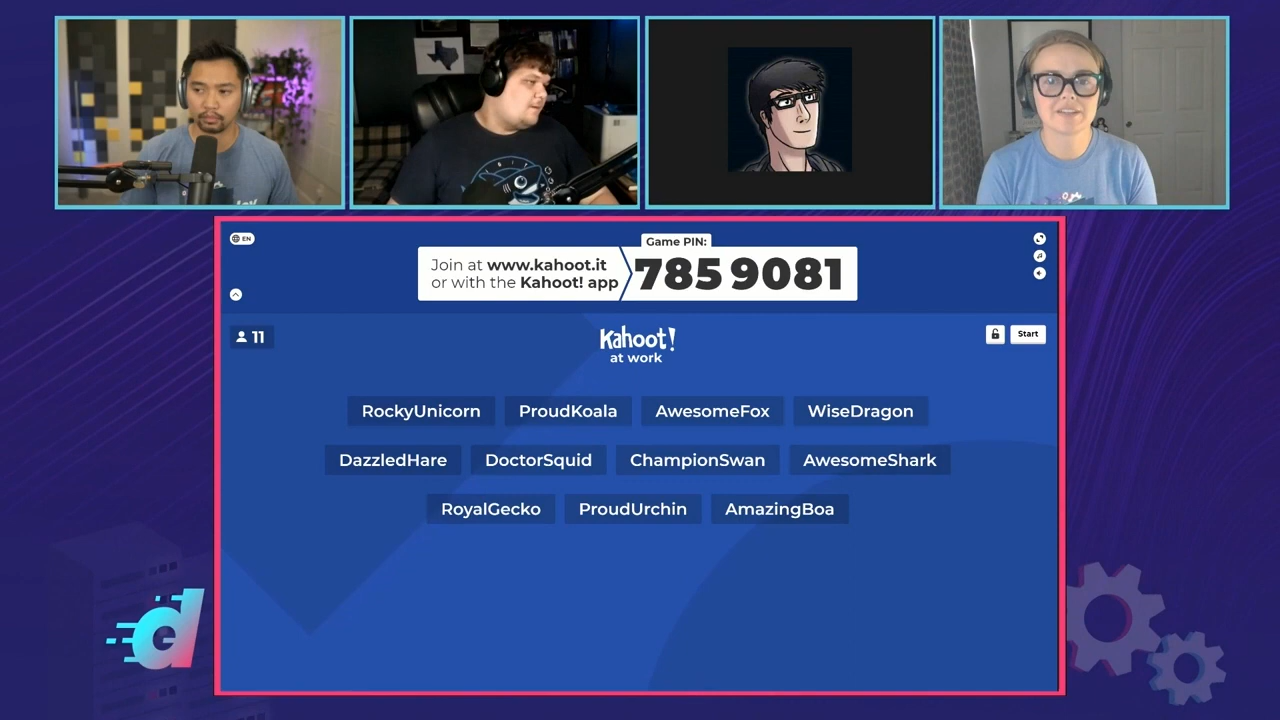 EN
Game PIN:
Join at www.kahoot.it
or with the Kahoot! app
785 9081
11
Kahoot!
at work
Start
RockyUnicorn ProudKoala AwesomeFox WiseDragon
DazzledHare DoctorSquid ChampionSwan AwesomeShark
RoyalGecko ProudUrchin AmazingBoa
d